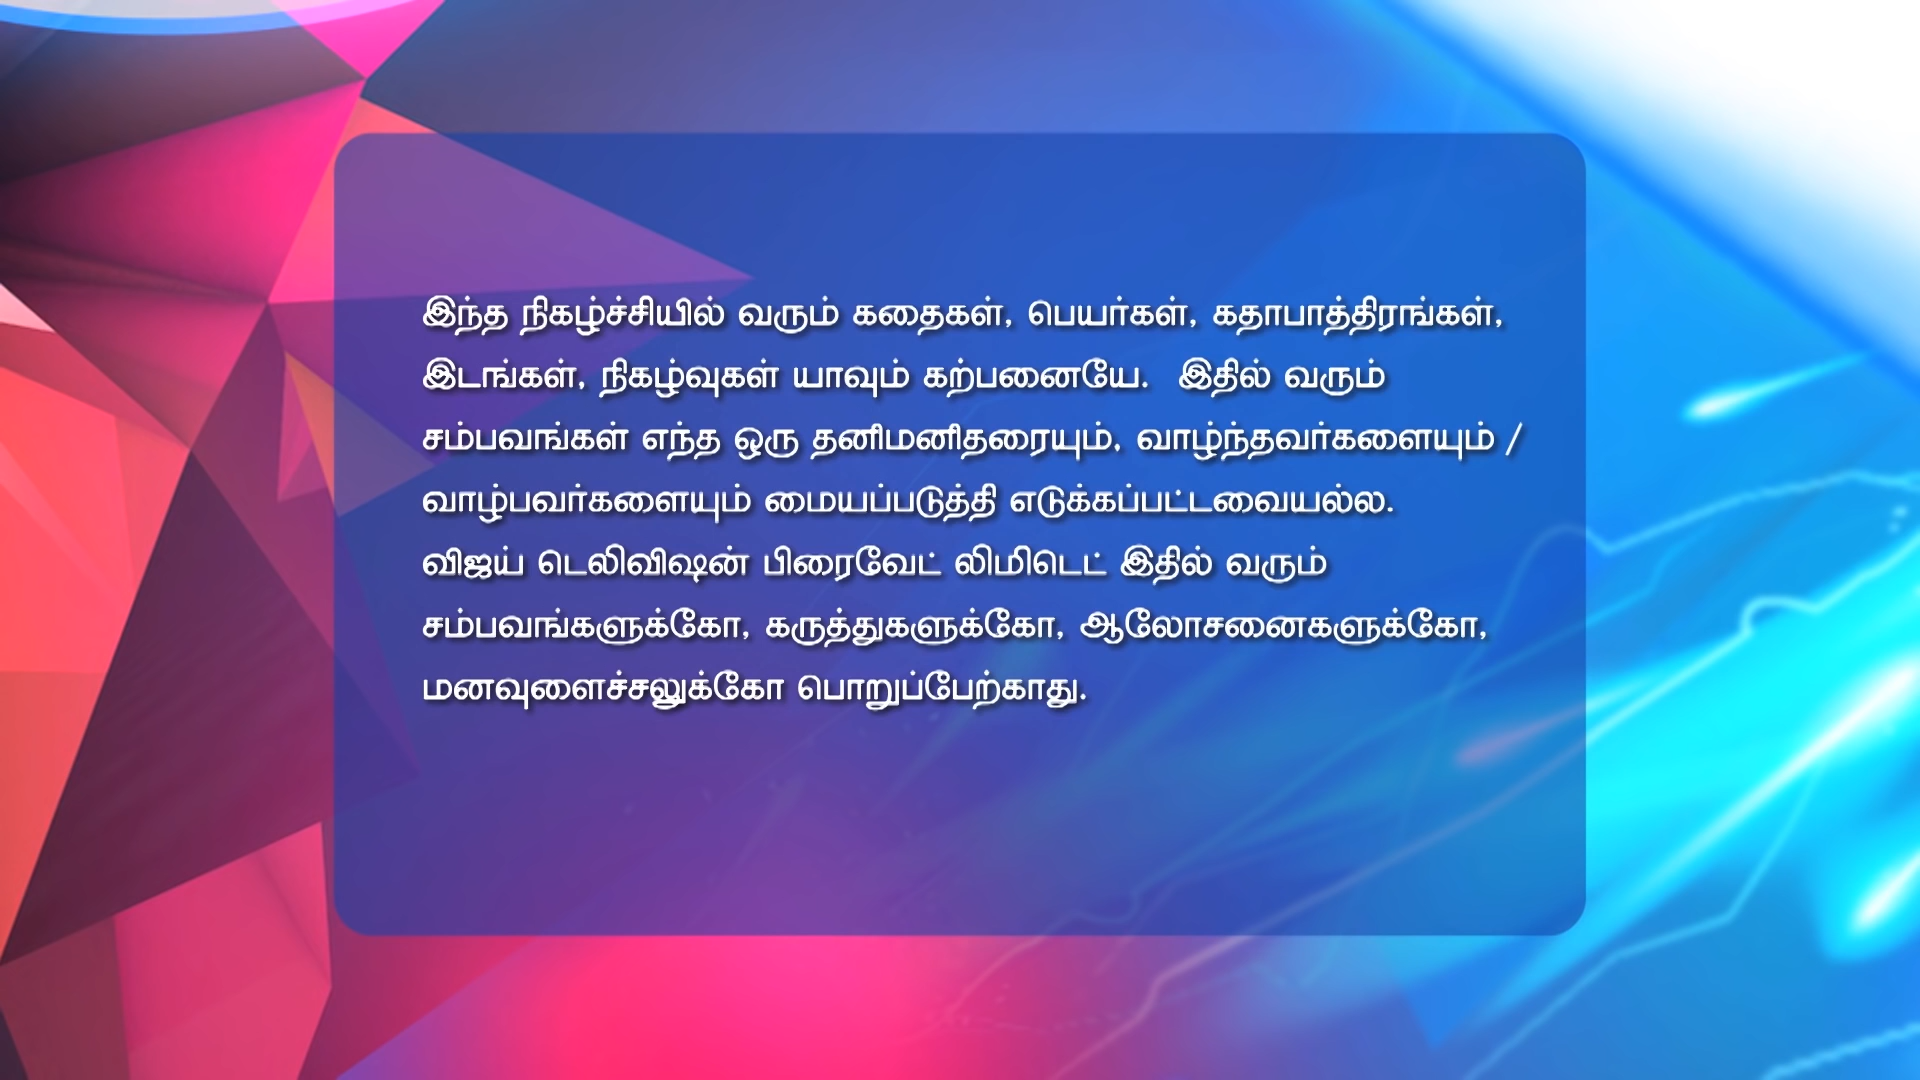 இந்த நிகழ்ச்சியில் வரும் கதைகள், பெயர்கள், கதாபாத்திரங்கள்,
இடங்கள், நிகழ்வுகள் யாவும் கற்பனையே. இதில் வரும்
சம்பவங்கள் எந்த ஒரு தனிமனிதரையும், வாழ்ந்தவர்களையும் /
வாழ்பவர்களையும் மையப்படுத்தி எடுக்கப்பட்டவையல்ல.
விஜய் டெலிவிஷன் பிரைவேட் லிமிடெட் இதில் வரும்
சம்பவங்களுக்கோ, கருத்துகளுக்கோ, ஆலோசனைகளுக்கோ,
மனவுளைச்சலுக்கோ பொறுப்பேற்காது.